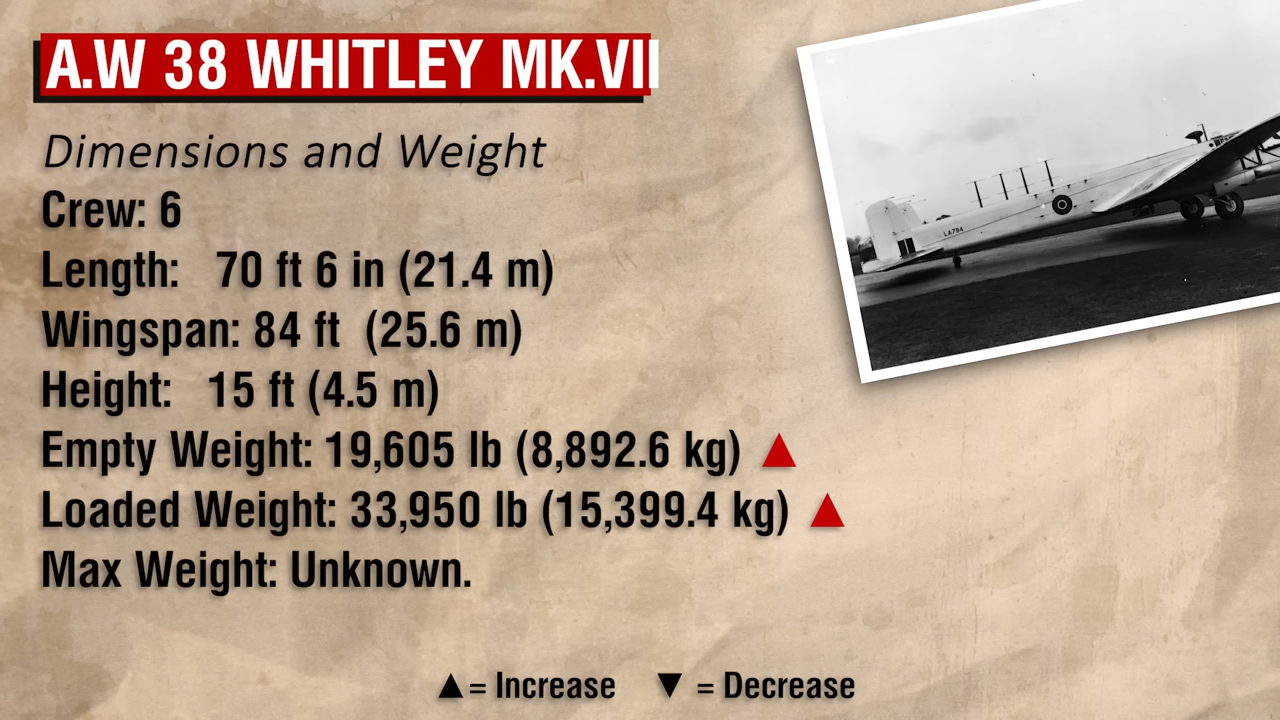 A.W 38 WHITLEY MK.VII
Dimensions and Weight
Crew: 6
Length: 70 ft 6 in (21.4 m)
Wingspan: 84 ft (25.6 m)
Height: 15 ft (4.5 m)
Empty Weight: 19,605 lb (8,892.6 kg) ▲
Loaded Weight: 33,950 lb (15,399.4 kg) ▲
Max Weight: Unknown.
▲= Increase ▼ = Decrease
LA794